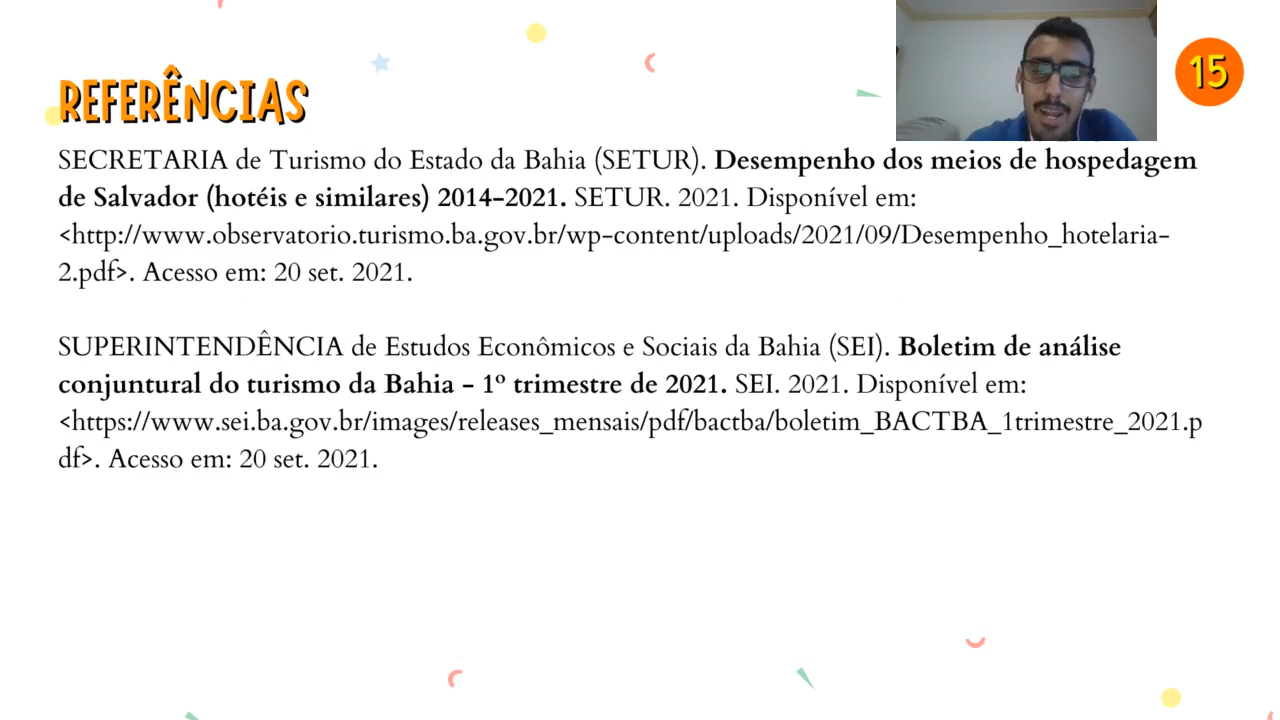 REFERÊNCIAS
15
SECRETARIA de Turismo do Estado da Bahia (SETUR). Desempenho dos meios de hospedagem
de Salvador (hotéis e similares) 2014-2021. SETUR. 2021. Disponível em:
<http://www.observatorio.turismo.ba.gov.br/wp-content/uploads/2021/09/Desempenho_hotelaria-
2.pdf>. Acesso em: 20 set. 2021.
SUPERINTENDÊNCIA de Estudos Econômicos e Sociais da Bahia (SEI). Boletim de análise
conjuntural do turismo da Bahia - 1º trimestre de 2021. SEI. 2021. Disponível em:
<https://www.sei.ba.gov.br/images/releases_mensais/pdf/bactba/boletim_BACTBA_1trimestre_2021.p
df>. Acesso em: 20 set. 2021.